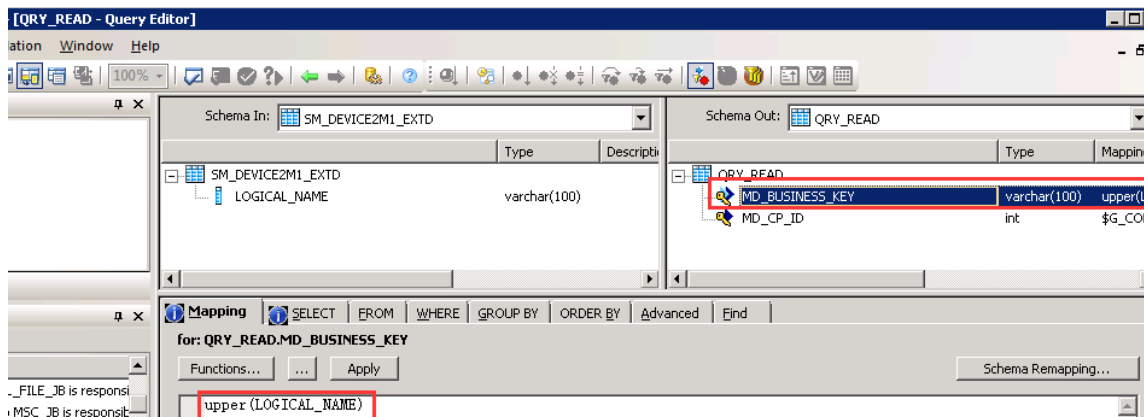 [QRY_READ - Query Editor]
Window Help
100%
Schema In: SM_DEVICE2M1_EXTD
Schema Out: QRY_READ
Type Descripti
Type Mappin
SM_DEVICE2M1_EXTD
QRY_READ
LOGICAL_NAME varchar(100)
MD_BUSINESS_KEY varchar(100) upper(L
MD_CP_ID int $G_CO
Mapping SELECT FROM WHERE GROUP BY ORDER BY Advanced Find
for: QRY_READ.MD_BUSINESS_KEY
Functions... ... Apply Schema Remapping...
_FILE_JB is responsi
upper(LOGICAL_NAME)
MSC_JB is responsib